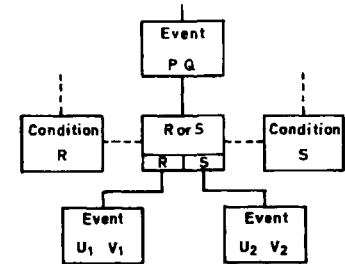 Event
P Q
Condition
R
R or S
R S
Condition
S
Event
U1 V1
Event
U2 V2